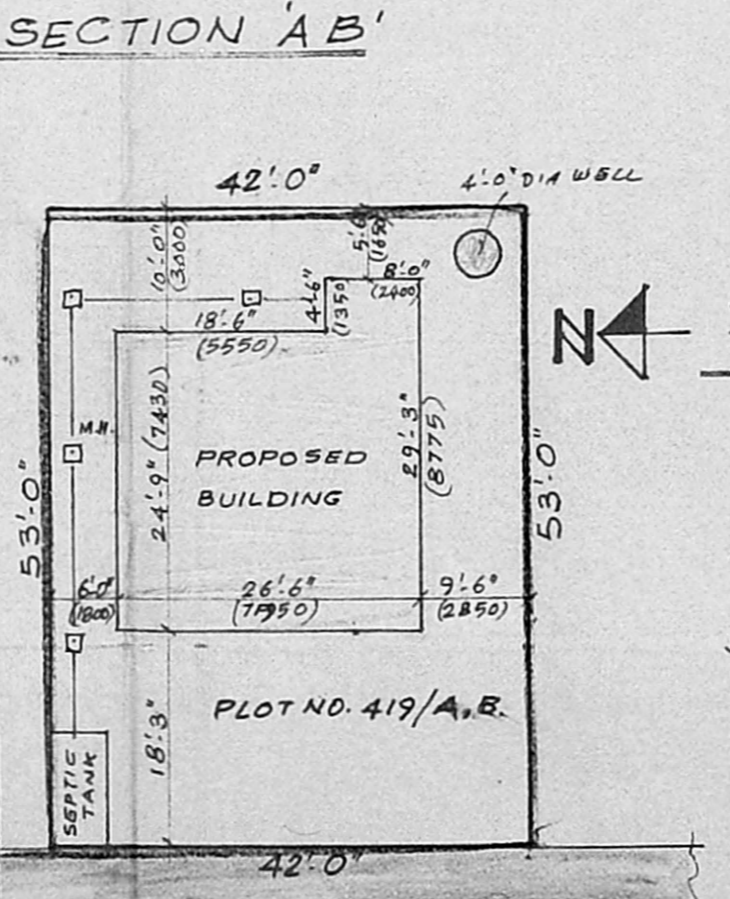 SECTION 'AB'
42'-0"
4'-0" DIA WELL
10'-0"
(3000)
5'-6"
(1650)
8'-0"
(2400)
4'-6"
(1350)
18'-6"
(5550)
N
M.H.
24'-9" (7430)
PROPOSED
BUILDING
29'-3"
(8775)
53'-0"
53'-0"
6'-0"
(1800)
26'-6"
(7950)
9'-6"
(2850)
PLOT NO. 419/A,B.
18'-3"
SEPTIC
TANK
42'-0"